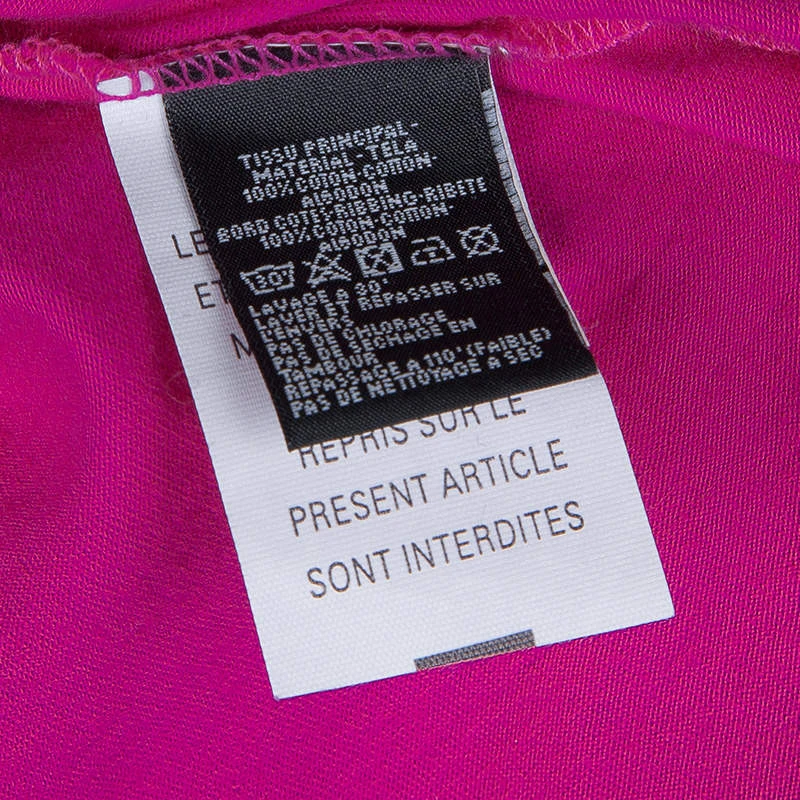 TISSU PRINCIPAL-
MATERIAL-TELA
100% COTON-COTTON-
ALGODON
BORD COTE/RIBBING-RIBETE
100% COTON-COTTON-
ALGODON
30°
LAVAGE A 30°
LAVER ET REPASSER SUR
L'ENVERS
PAS DE CHLORAGE
PAS DE SECHAGE EN
TAMBOUR
REPASSAGE A 110° (FAIBLE)
PAS DE NETTOYAGE A SEC
LE
ET
M
REPRIS SUR LE
PRESENT ARTICLE
SONT INTERDITES